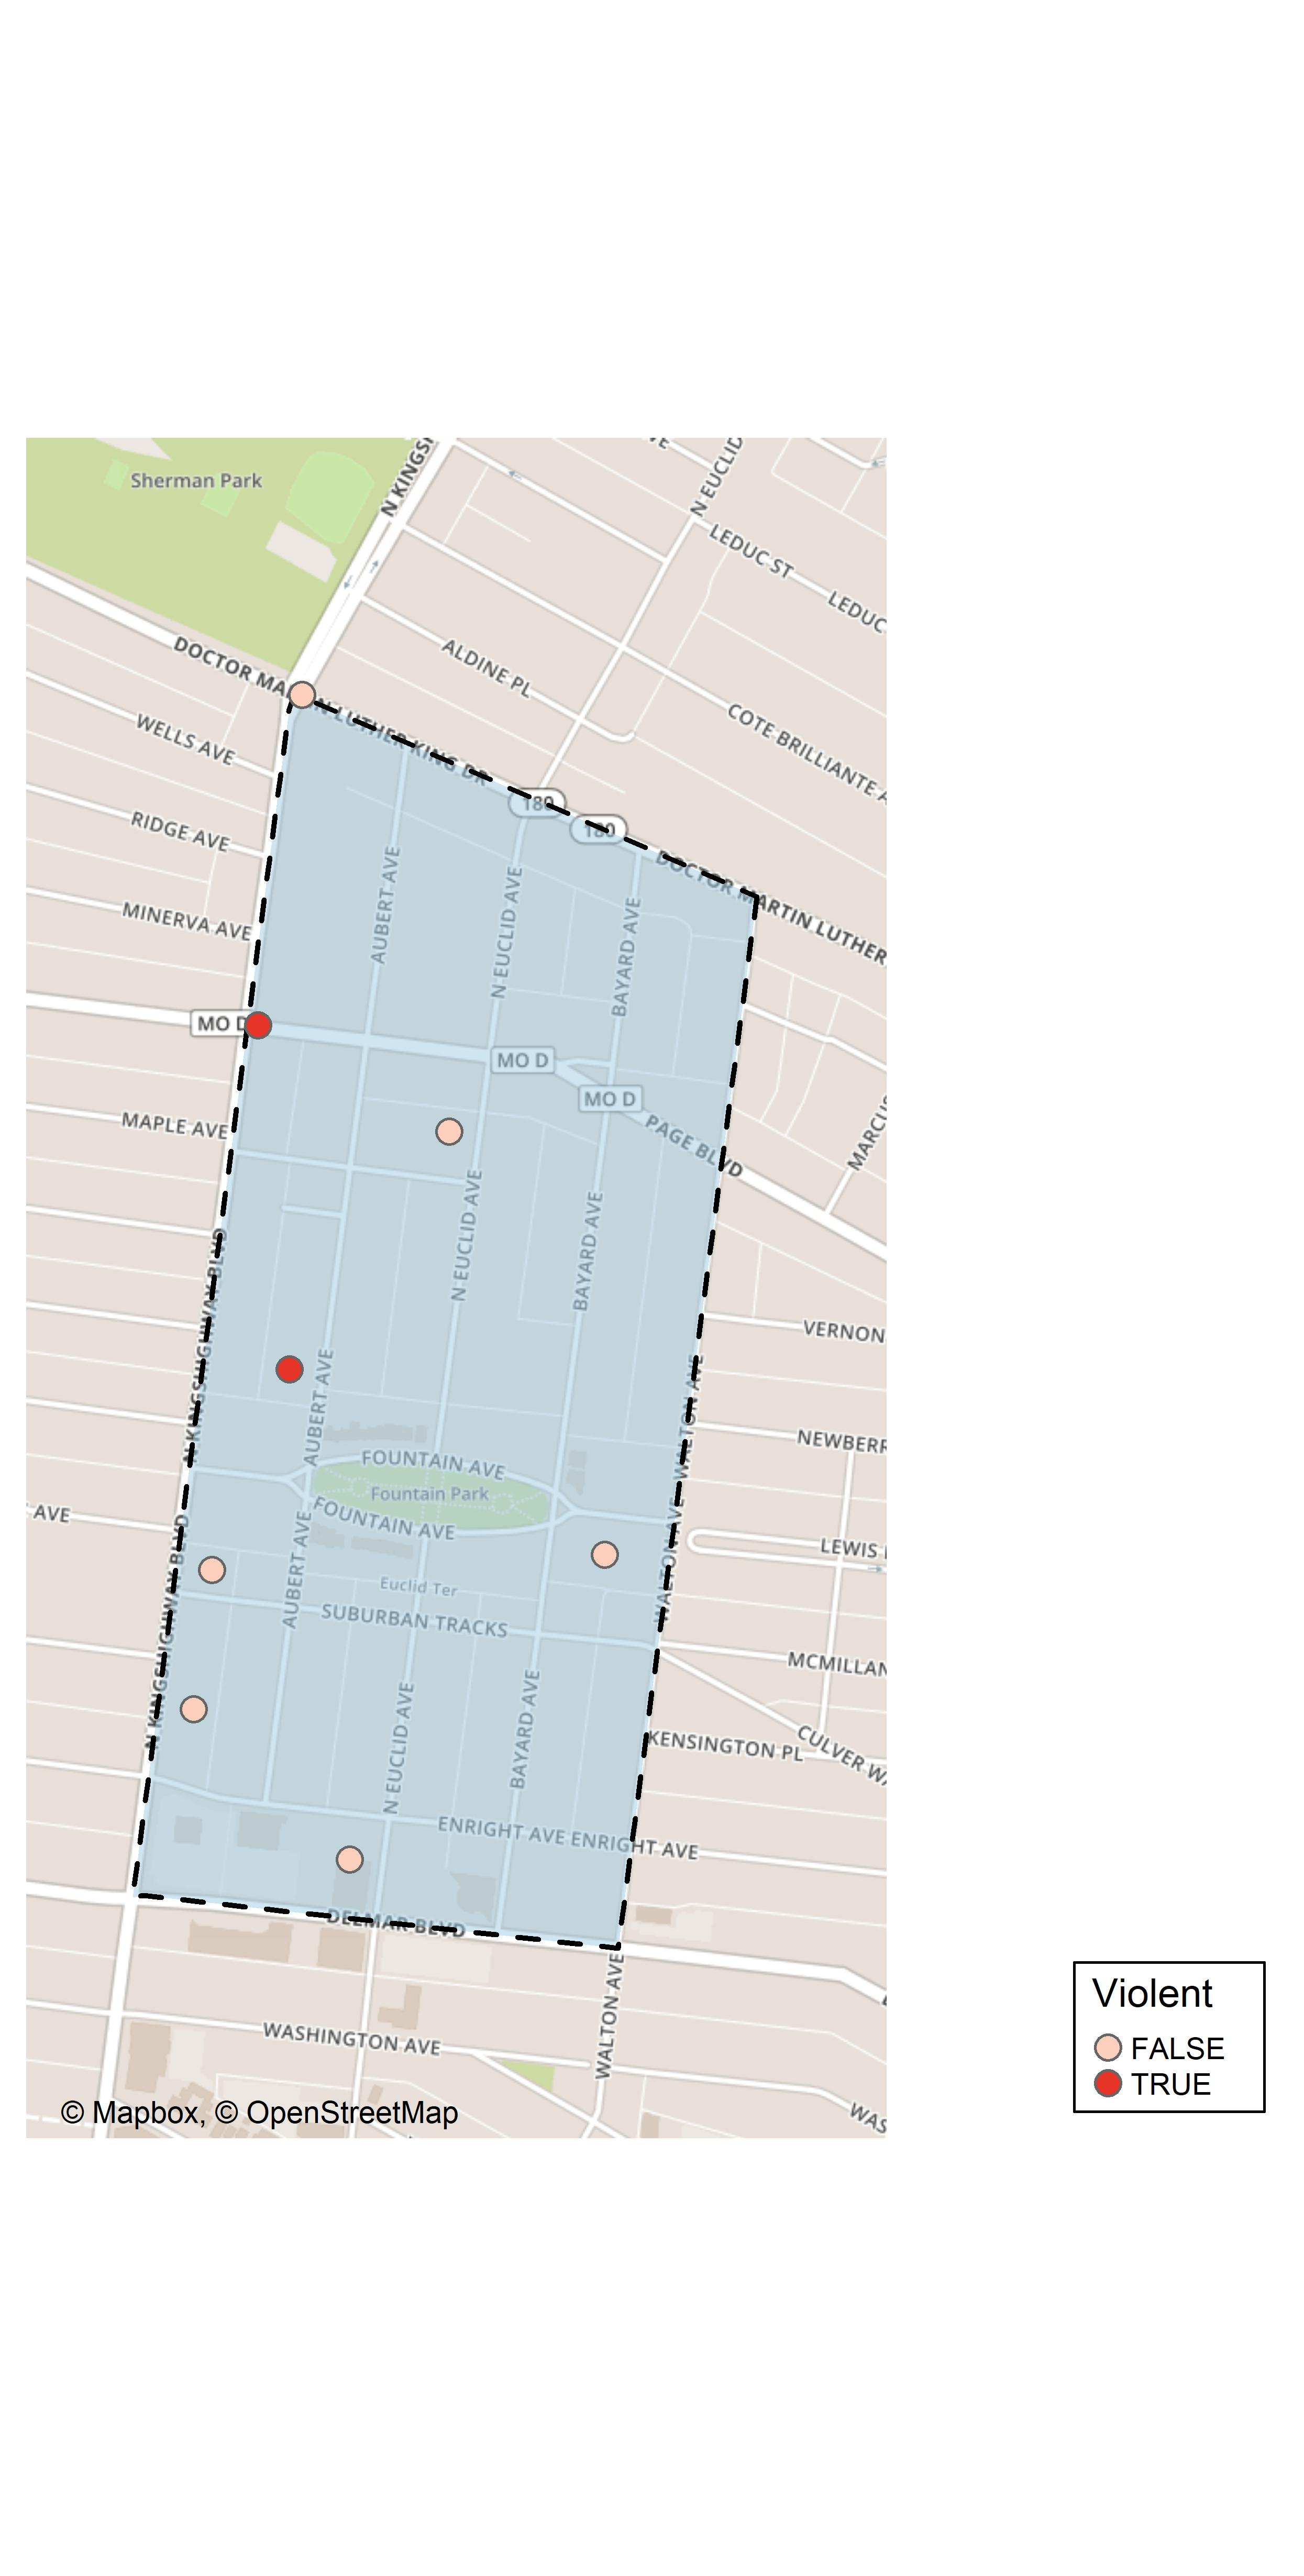 N KINGSH
N EUCLID
Sherman Park
LEDUC ST
LEDUC
ALDINE PL
DOCTOR MARTIN LUTHER KING DR
COTE BRILLIANTE A
WELLS AVE
RIDGE AVE
180
180
AUBERT AVE
N EUCLID AVE
BAYARD AVE
DOCTOR MARTIN LUTHER
MINERVA AVE
MO D
MO D
MO D
MAPLE AVE
PAGE BLVD
MARCUS
N EUCLID AVE
BAYARD AVE
N KINGSHIGHWAY BLVD
VERNON
AUBERT AVE
WALTON AVE
NEWBERR
FOUNTAIN AVE
Fountain Park
FOUNTAIN AVE
AVE
WALTON AVE
LEWIS
AUBERT AVE
N KINGSHIGHWAY BLVD
Euclid Ter
SUBURBAN TRACKS
MCMILLAN
N EUCLID AVE
BAYARD AVE
KENSINGTON PL
CULVER WA
ENRIGHT AVE ENRIGHT AVE
DELMAR BLVD
WALTON AVE
WASHINGTON AVE
WAS
© Mapbox, © OpenStreetMap
Violent
FALSE
TRUE